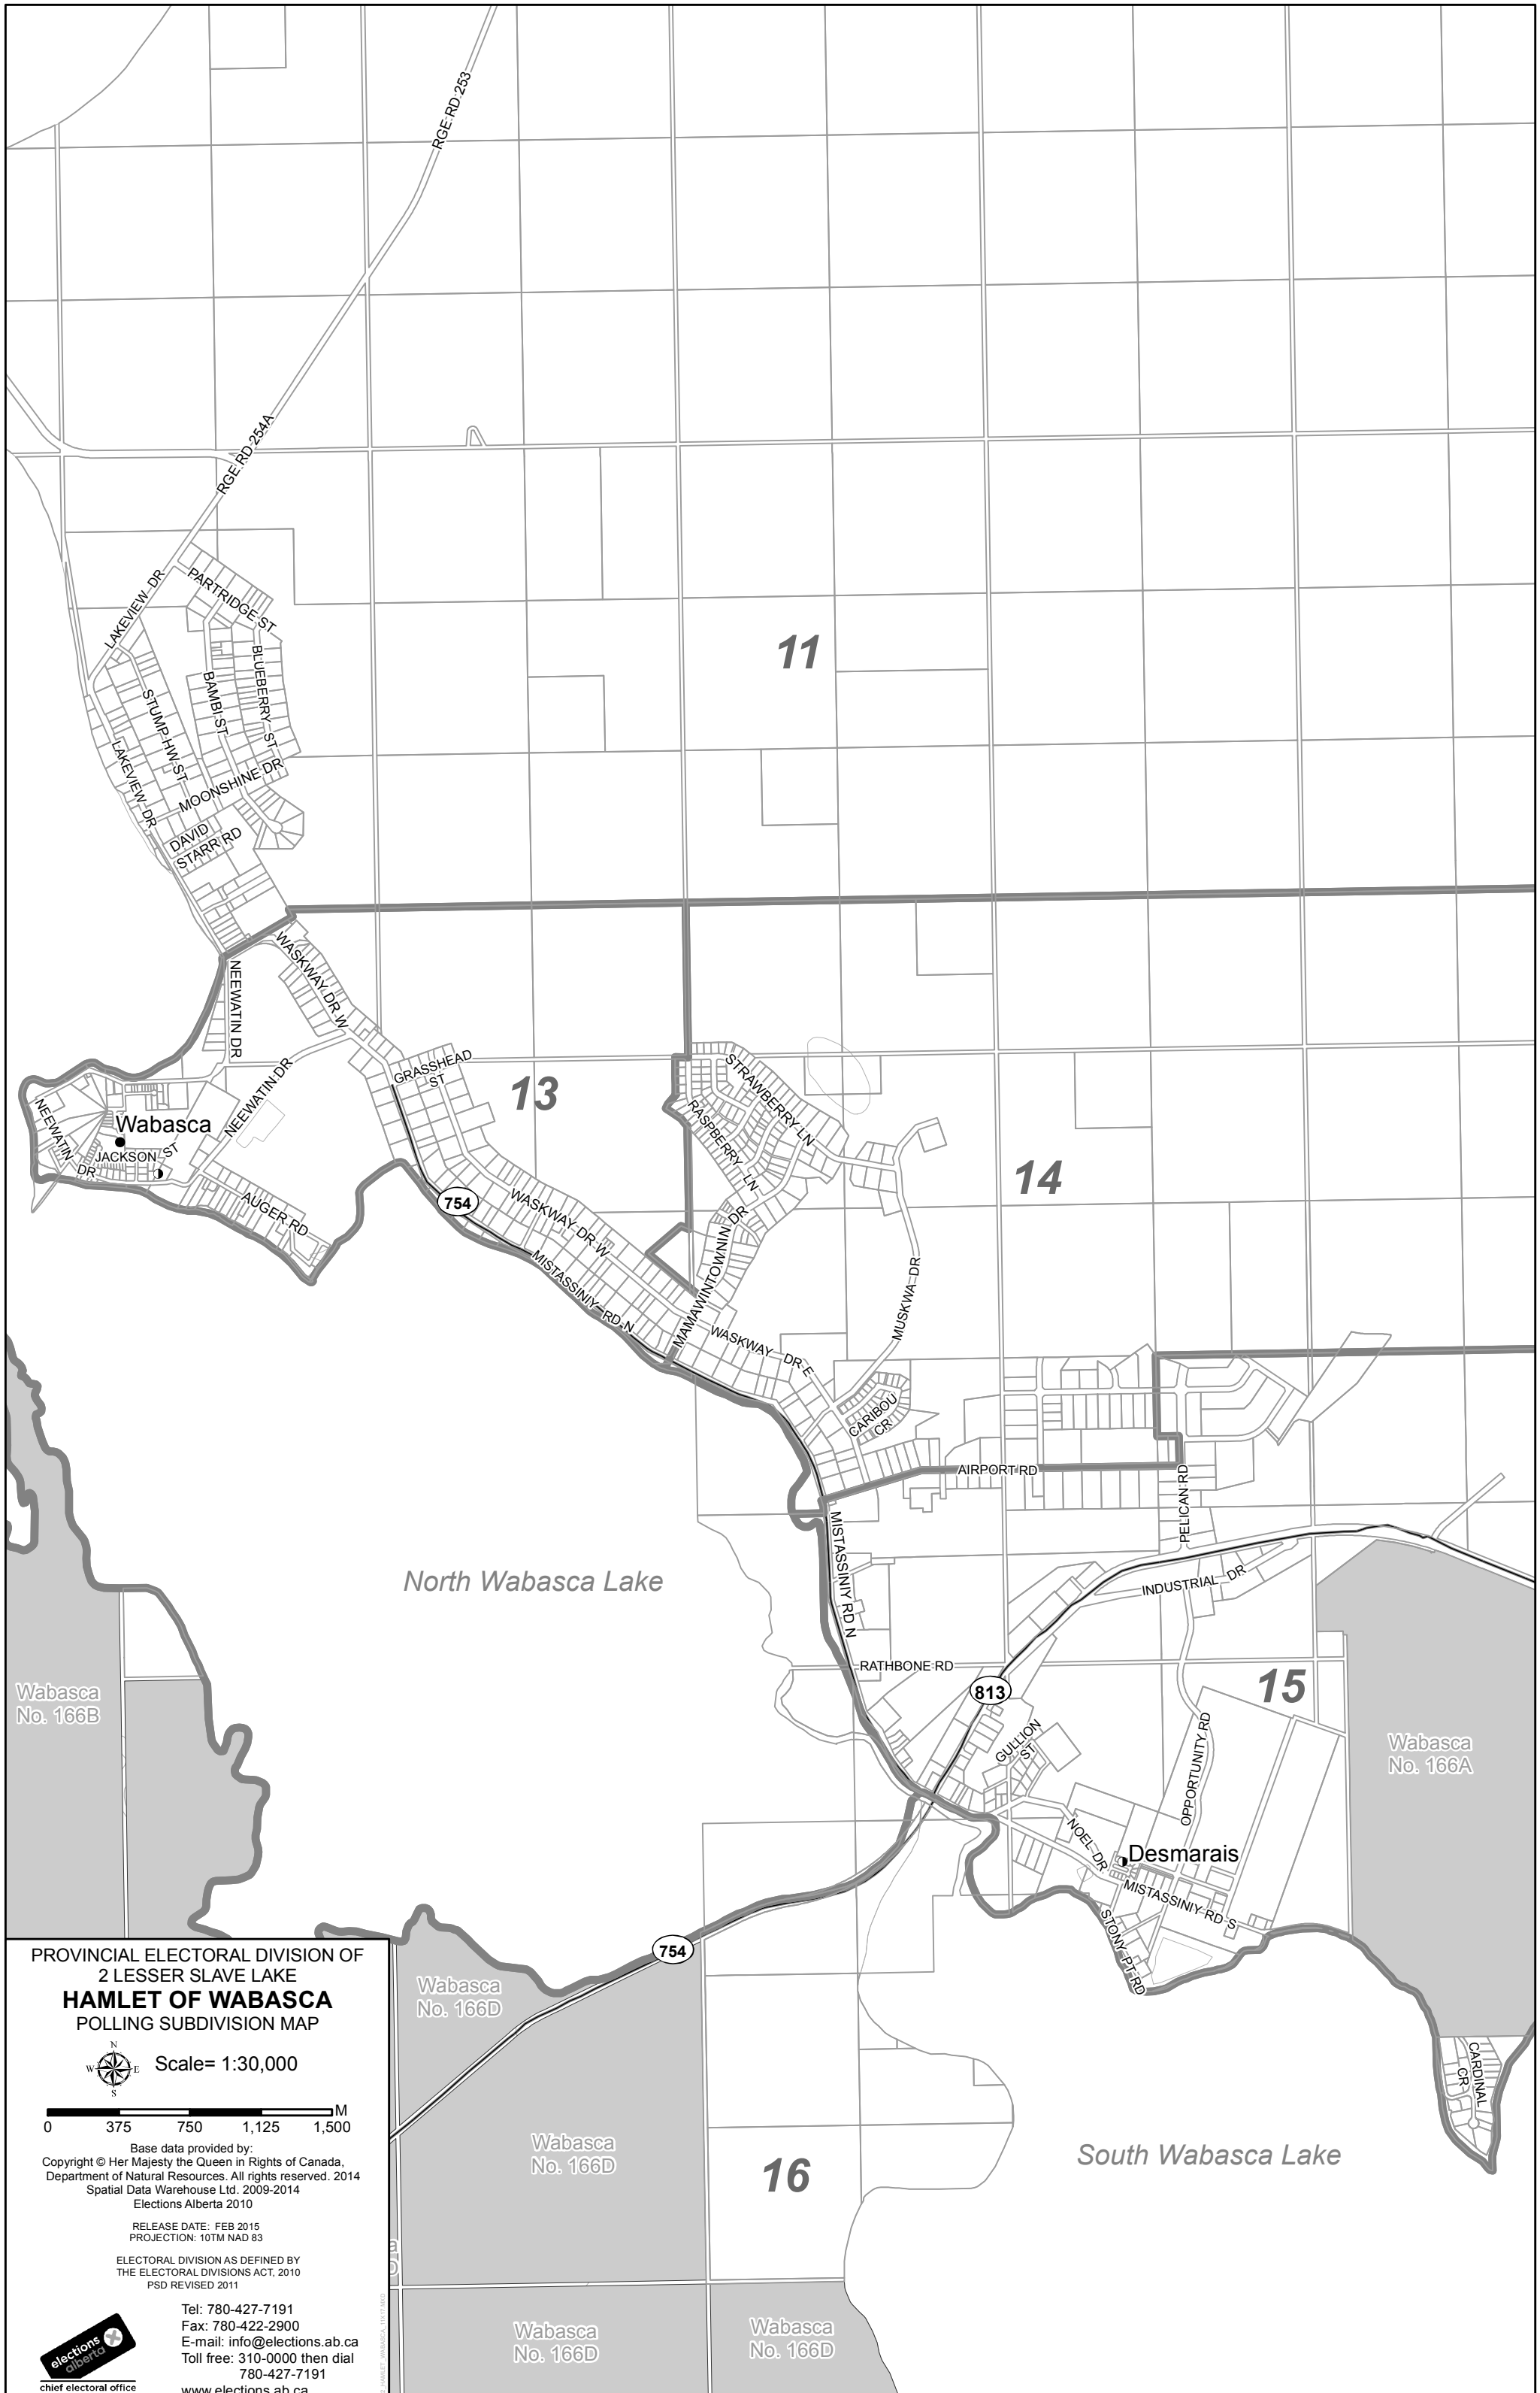 RGE RD 253
RGE RD 254A
LAKEVIEW DR
PARTRIDGE ST
BLUEBERRY ST
BAMBI ST
STUMP HW ST
LAKEVIEW DR
MOONSHINE DR
DAVID
STARR RD
11
WASKWAY DR W
NEEWATIN DR
NEEWATIN DR
GRASSHEAD
ST
13
STRAWBERRY LN
RASPBERRY LN
NEEWATIN DR
Wabasca
JACKSON ST
AUGER RD
754
WASKWAY DR W
MISTASSINIY RD N
MAMAWINTOWNIN DR
14
MUSKWA DR
WASKWAY DR E
CARIBOU
CR
AIRPORT RD
PELICAN RD
MISTASSINIY RD N
North Wabasca Lake
INDUSTRIAL DR
RATHBONE RD
813
15
Wabasca
No. 166B
GULLION
ST
OPPORTUNITY RD
Wabasca
No. 166A
NOEL DR
Desmarais
MISTASSINIY RD S
STONY PT RD
754
Wabasca
No. 166D
CARDINAL
CR
Wabasca
No. 166D
16
South Wabasca Lake
Wabasca
No. 166D
Wabasca
No. 166D
PROVINCIAL ELECTORAL DIVISION OF
2 LESSER SLAVE LAKE
HAMLET OF WABASCA
POLLING SUBDIVISION MAP
N
W E
S
Scale= 1:30,000
M
0 375 750 1,125 1,500
Base data provided by:
Copyright © Her Majesty the Queen in Rights of Canada,
Department of Natural Resources. All rights reserved. 2014
Spatial Data Warehouse Ltd. 2009-2014
Elections Alberta 2010
RELEASE DATE: FEB 2015
PROJECTION: 10TM NAD 83
ELECTORAL DIVISION AS DEFINED BY
THE ELECTORAL DIVISIONS ACT, 2010
PSD REVISED 2011
Tel: 780-427-7191
Fax: 780-422-2900
E-mail: info@elections.ab.ca
Toll free: 310-0000 then dial
780-427-7191
www.elections.ab.ca
elections
alberta
chief electoral office